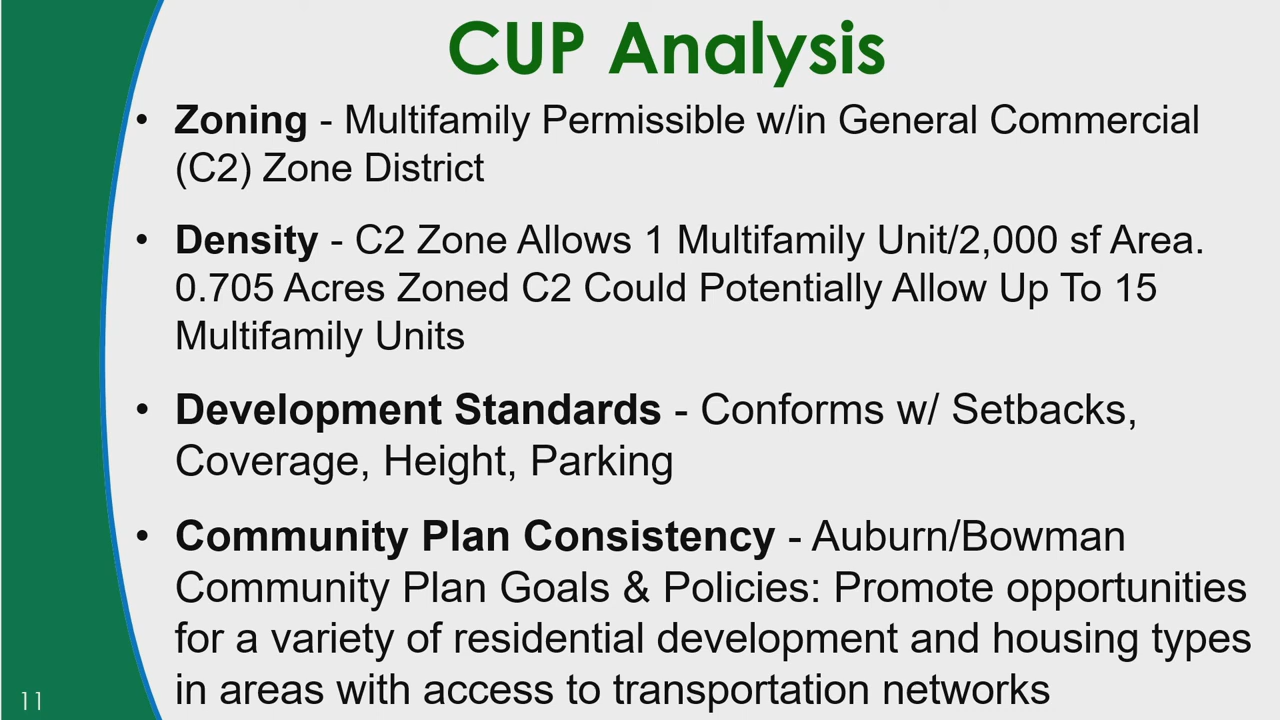 CUP Analysis
• Zoning - Multifamily Permissible w/in General Commercial
(C2) Zone District
• Density - C2 Zone Allows 1 Multifamily Unit/2,000 sf Area.
0.705 Acres Zoned C2 Could Potentially Allow Up To 15
Multifamily Units
• Development Standards - Conforms w/ Setbacks,
Coverage, Height, Parking
• Community Plan Consistency - Auburn/Bowman
Community Plan Goals & Policies: Promote opportunities
for a variety of residential development and housing types
in areas with access to transportation networks
11